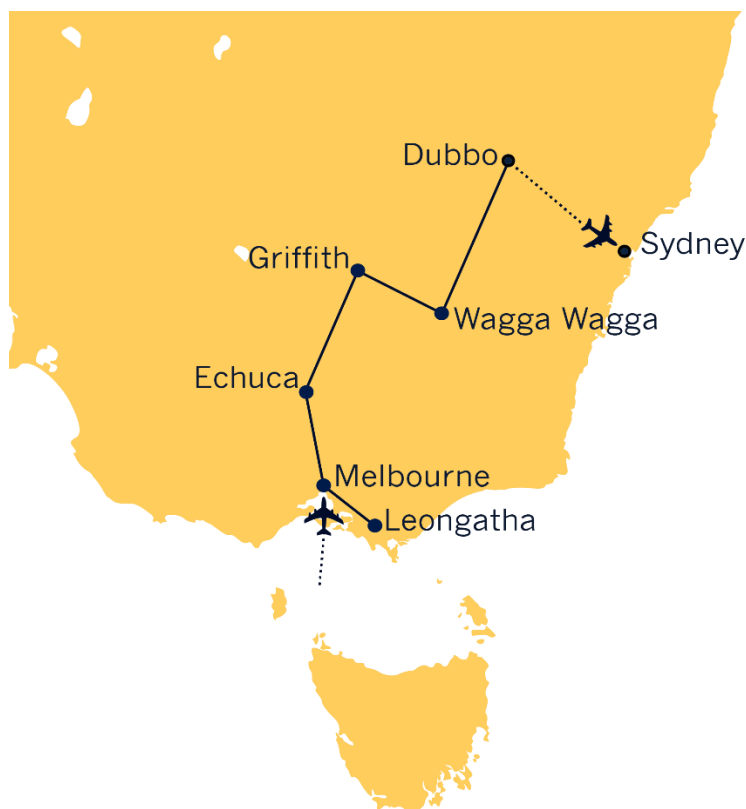 Dubbo
Sydney
Griffith
Wagga Wagga
Echuca
Melbourne
Leongatha